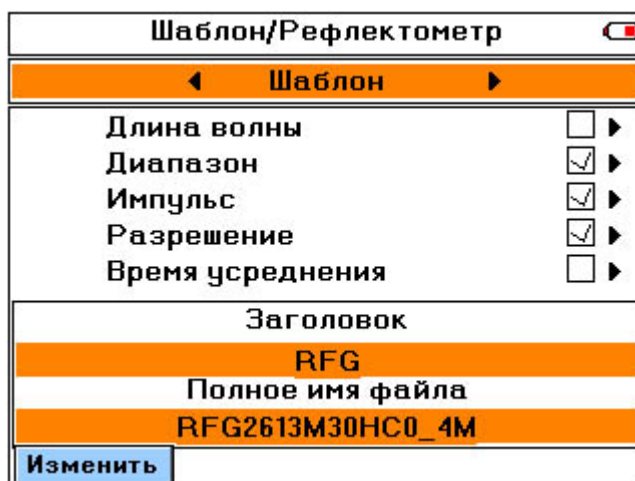 Шаблон/Рефлектометр
Шаблон
Длина волны
Диапазон
Импульс
Разрешение
Время усреднения
Заголовок
RFG
Полное имя файла
RFG2613M30HC0_4M
Изменить